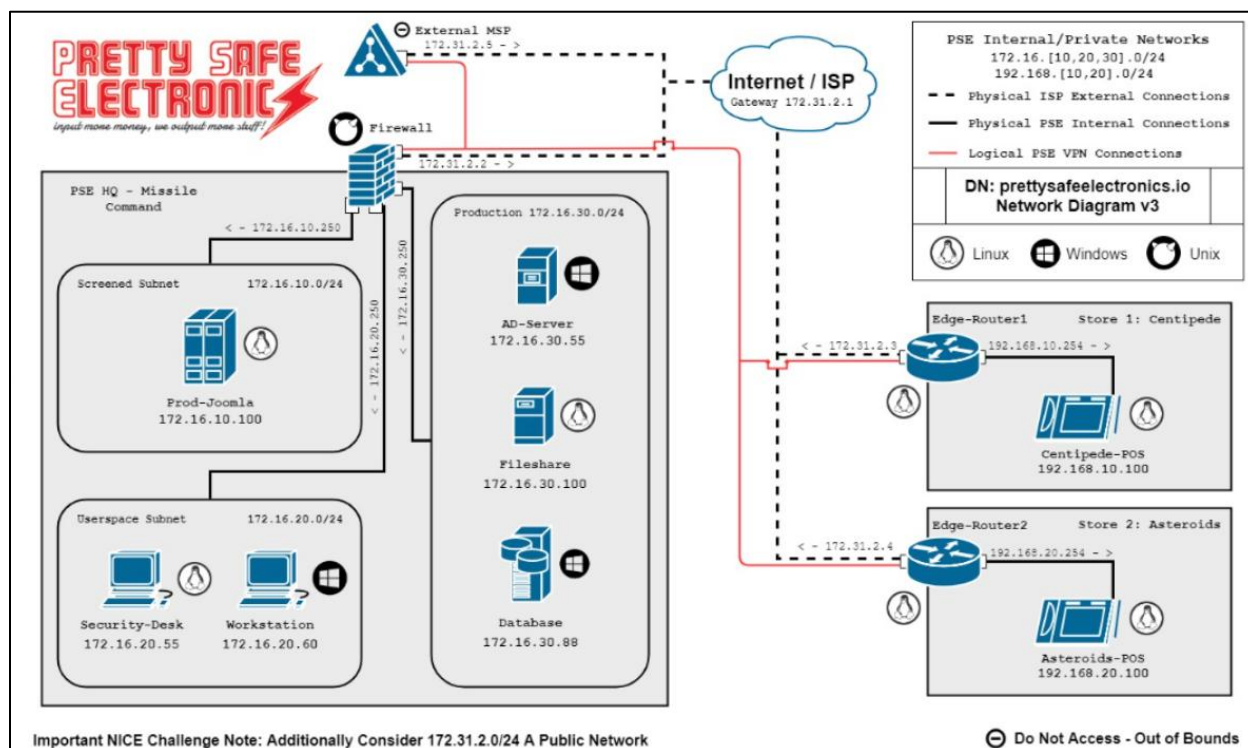 PRETTY SAFE
ELECTRONICS
input more money, we output more stuff!
External MSP
172.31.2.5 - >
Internet / ISP
Gateway 172.31.2.1
PSE Internal/Private Networks
172.16.[10,20,30].0/24
192.168.[10,20].0/24
Physical ISP External Connections
Physical PSE Internal Connections
Logical PSE VPN Connections
DN: prettysafeelectronics.io
Network Diagram v3
Linux
Windows
Unix
Firewall
172.31.2.2 - >
PSE HQ - Missile
Command
< - 172.16.10.250
< - 172.16.20.250
< - 172.16.30.250
Screened Subnet 172.16.10.0/24
Prod-Joomla
172.16.10.100
Userspace Subnet 172.16.20.0/24
Security-Desk
172.16.20.55
Workstation
172.16.20.60
Production 172.16.30.0/24
AD-Server
172.16.30.55
Fileshare
172.16.30.100
Database
172.16.30.88
Edge-Router1 Store 1: Centipede
< - 172.31.2.3
192.168.10.254 - >
Centipede-POS
192.168.10.100
Edge-Router2 Store 2: Asteroids
< - 172.31.2.4
192.168.20.254 - >
Asteroids-POS
192.168.20.100
Important NICE Challenge Note: Additionally Consider 172.31.2.0/24 A Public Network
Do Not Access - Out of Bounds